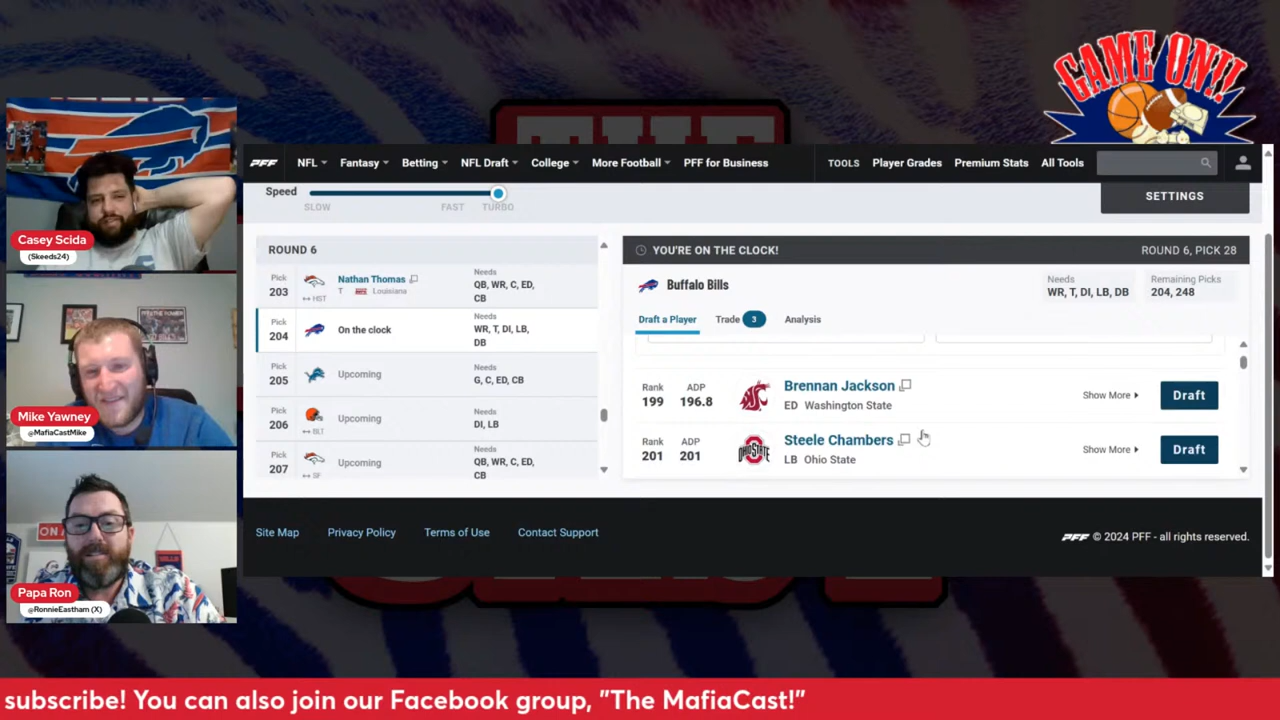 GAME ON!!
PFF
NFL
Fantasy
Betting
NFL Draft
College
More Football
PFF for Business
TOOLS
Player Grades
Premium Stats
All Tools
Speed
SLOW
FAST
TURBO
SETTINGS
ROUND 6
Pick
203
HST
Nathan Thomas
T
Louisiana
Needs
QB, WR, C, ED,
CB
Pick
204
On the clock
Needs
WR, T, DI, LB,
DB
Pick
205
Upcoming
Needs
G, C, ED, CB
Pick
206
BLT
Upcoming
Needs
DI, LB
Pick
207
SF
Upcoming
Needs
QB, WR, C, ED,
CB
YOU'RE ON THE CLOCK!
ROUND 6, PICK 28
Buffalo Bills
Needs
WR, T, DI, LB, DB
Remaining Picks
204, 248
Draft a Player
Trade 3
Analysis
Rank
199
ADP
196.8
Brennan Jackson
ED Washington State
Show More
Draft
Rank
201
ADP
201
OHIO STATE
Steele Chambers
LB Ohio State
Show More
Draft
Site Map
Privacy Policy
Terms of Use
Contact Support
PFF © 2024 PFF - all rights reserved.
Casey Scida
(Skeeds24)
Mike Yawney
@MafiaCastMike
Papa Ron
@RonnieEastham (X)
subscribe! You can also join our Facebook group, "The MafiaCast!"